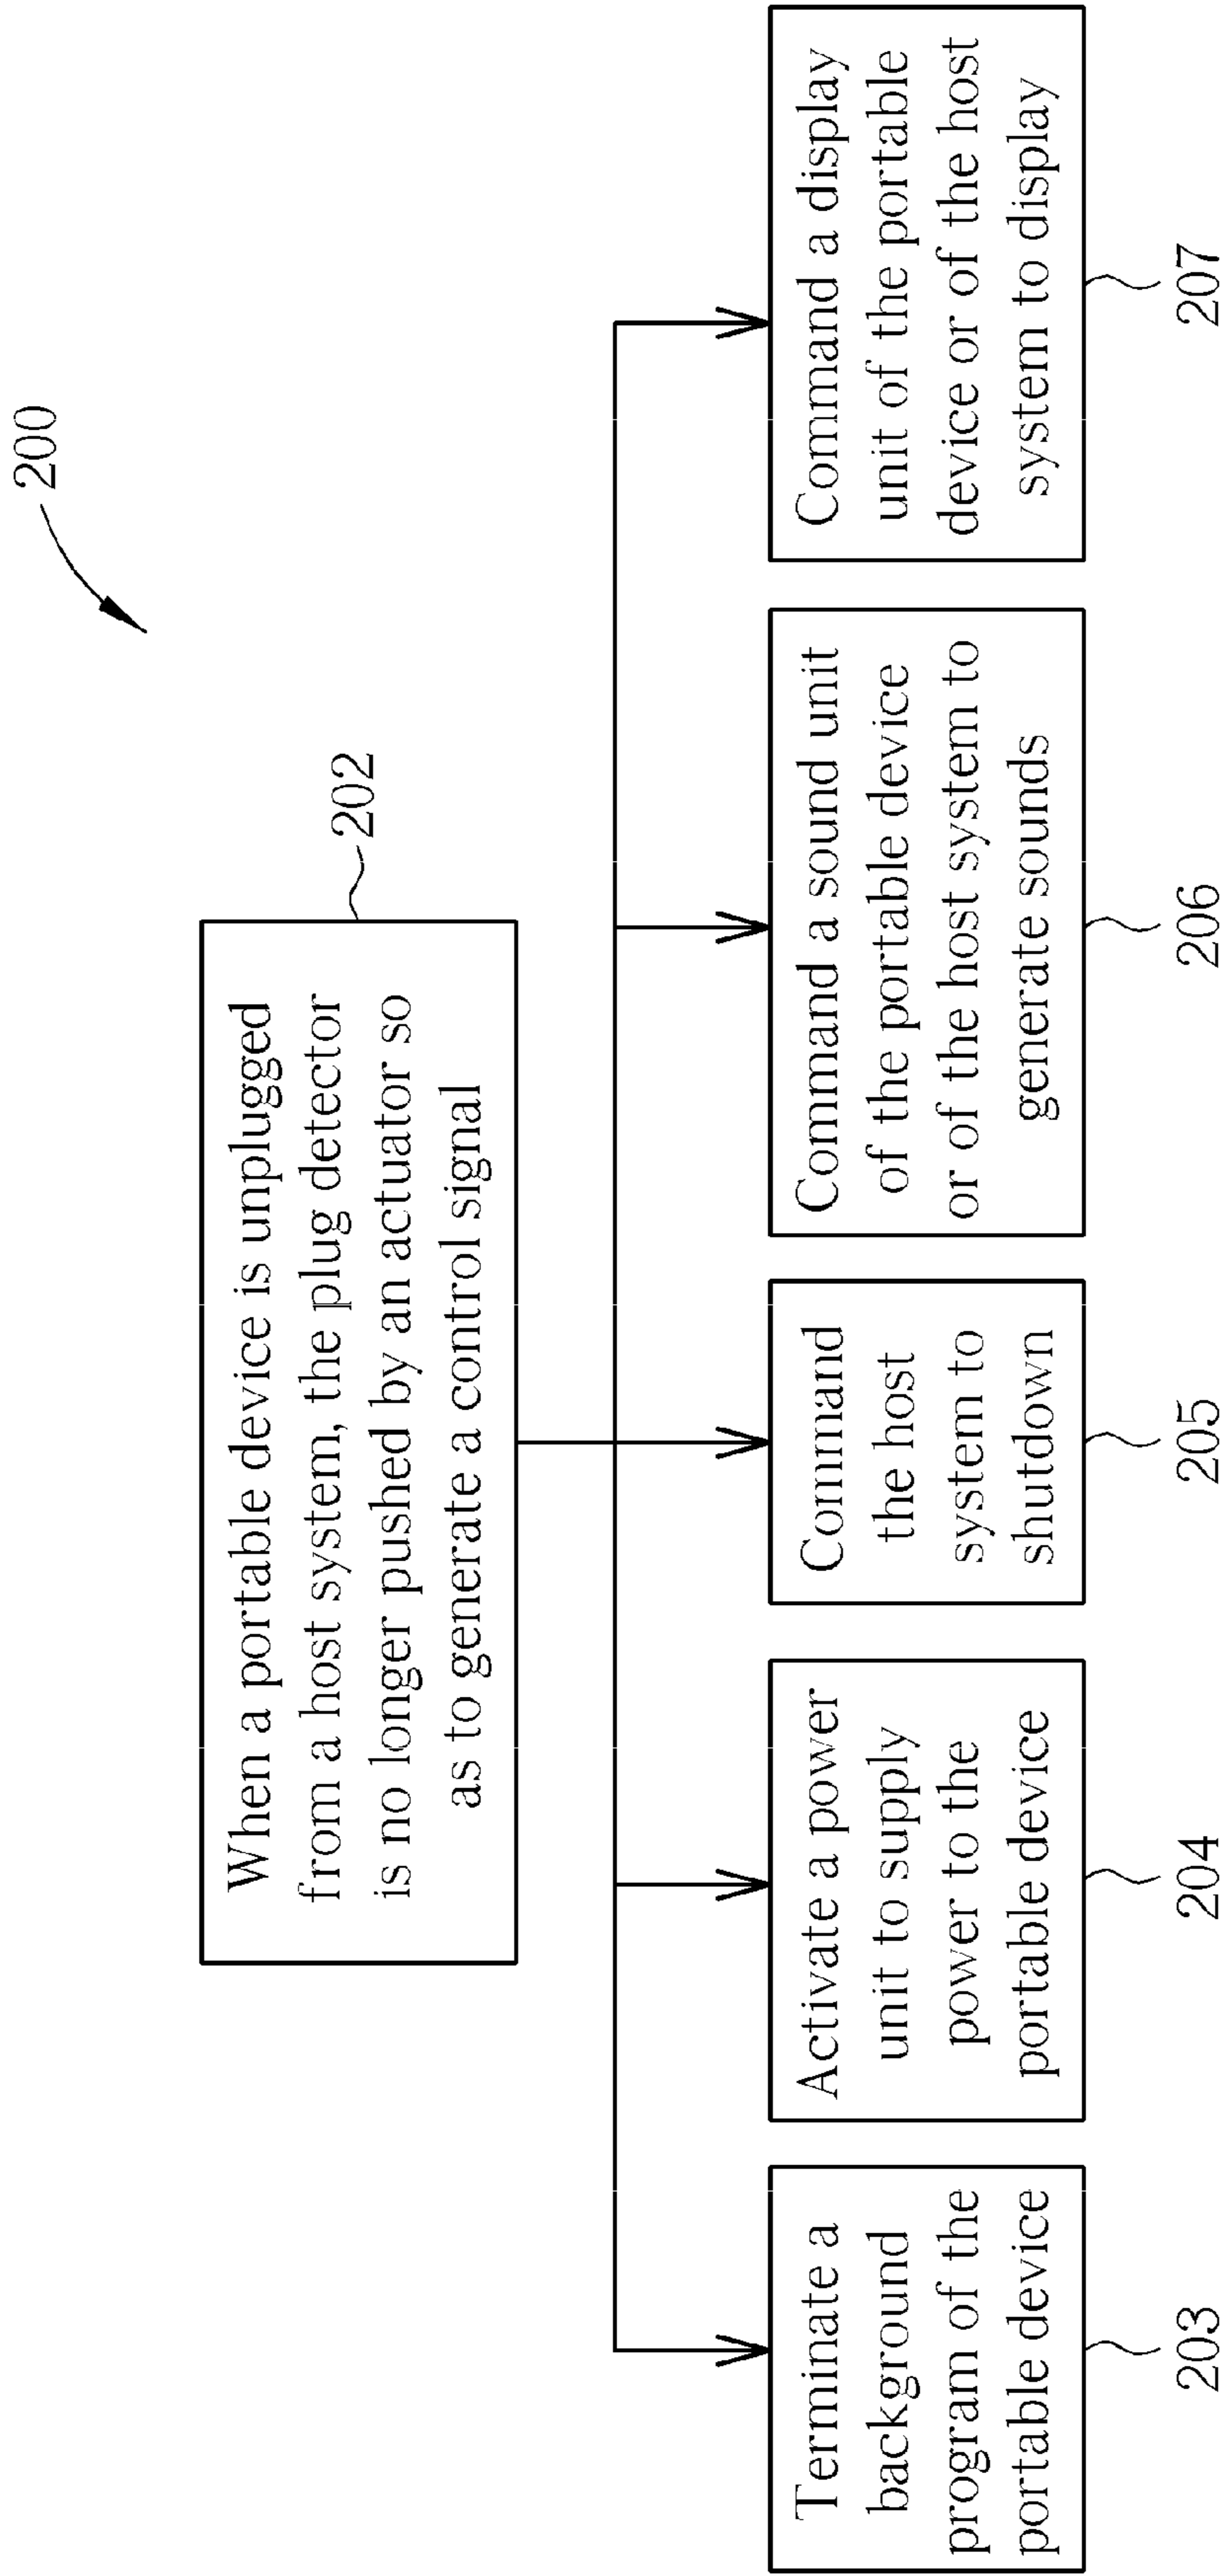 200
When a portable device is unplugged
from a host system, the plug detector
is no longer pushed by an actuator so
as to generate a control signal
202
Terminate a
background
program of the
portable device
203
Activate a power
unit to supply
power to the
portable device
204
Command
the host
system to
shutdown
205
Command a sound unit
of the portable device
or of the host system to
generate sounds
206
Command a display
unit of the portable
device or of the host
system to display
207